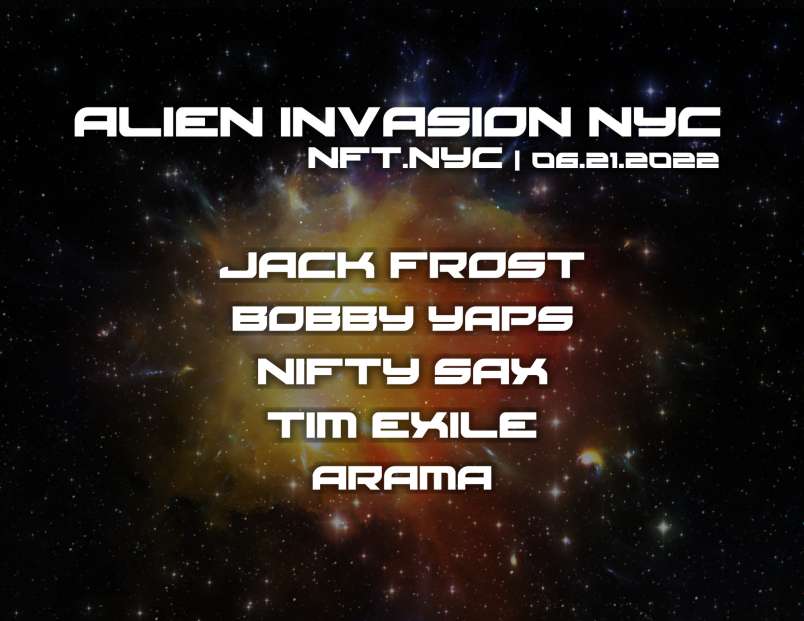 ALIEN INVASION NYC
NFT.NYC | 06.21.2022
JACK FROST
BOBBY YAPS
NIFTY SAX
TIM EXILE
ARAMA